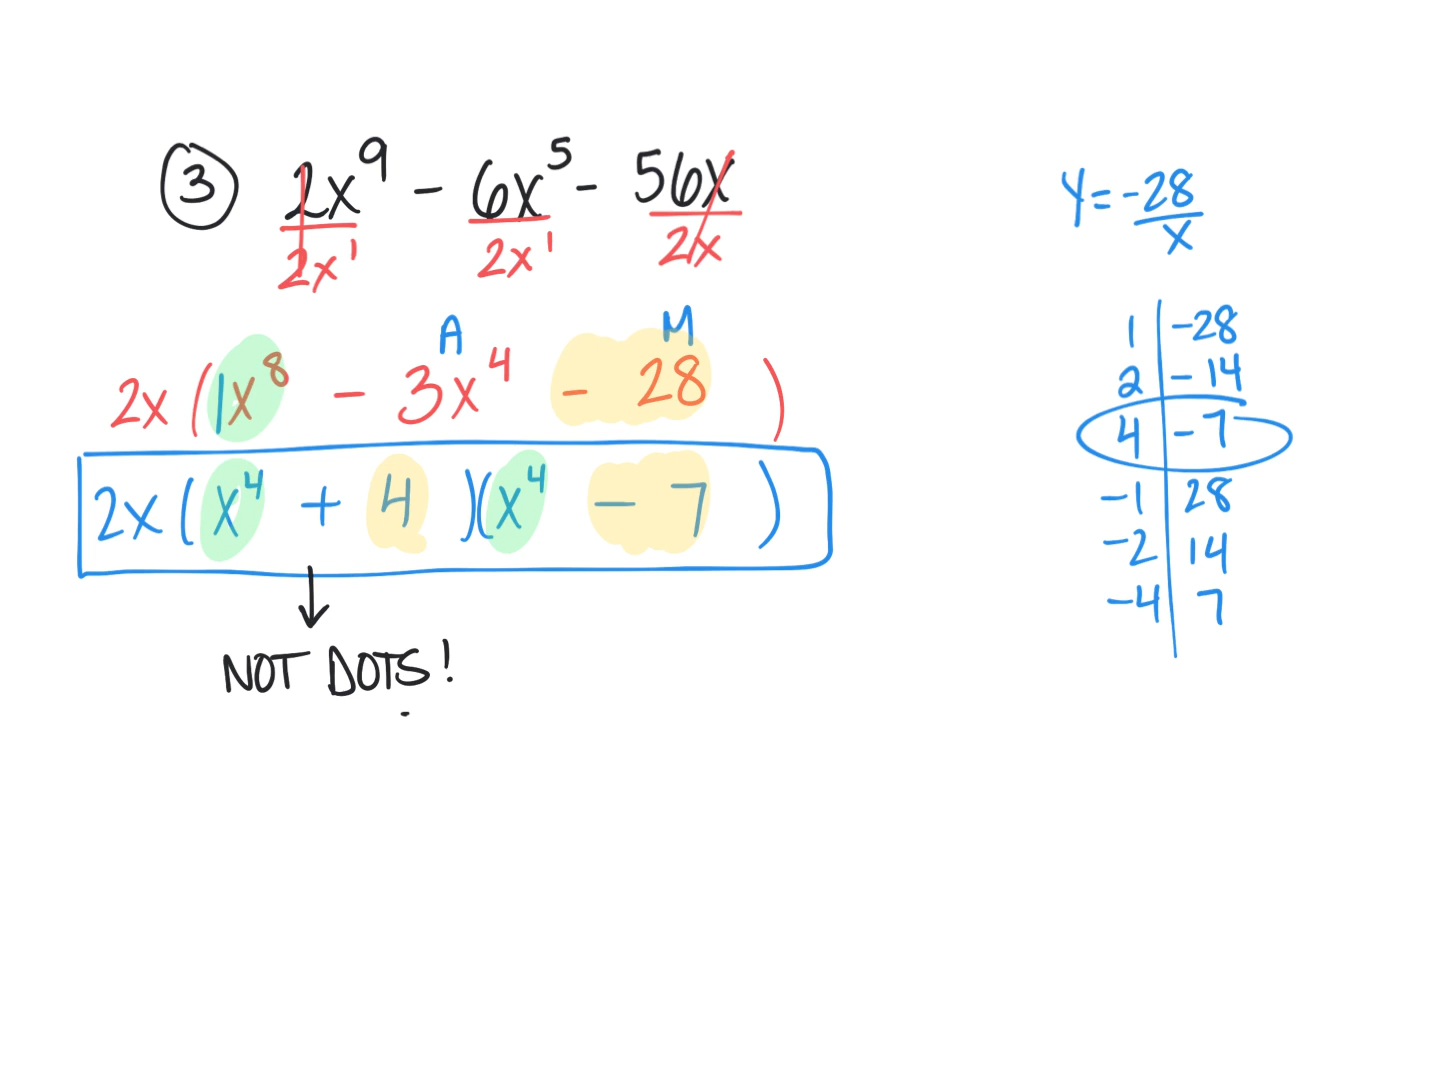 ③ 2x⁹ - 6x⁵ - 56x
2x¹ 2x¹ 2x
A M
2x (1x⁸ - 3x⁴ - 28 )
2x (x⁴ + 4 )(x⁴ - 7 )
NOT DOTS!
Y = -28
x
1 | -28
2 | -14
4 | -7
-1 | 28
-2 | 14
-4 | 7